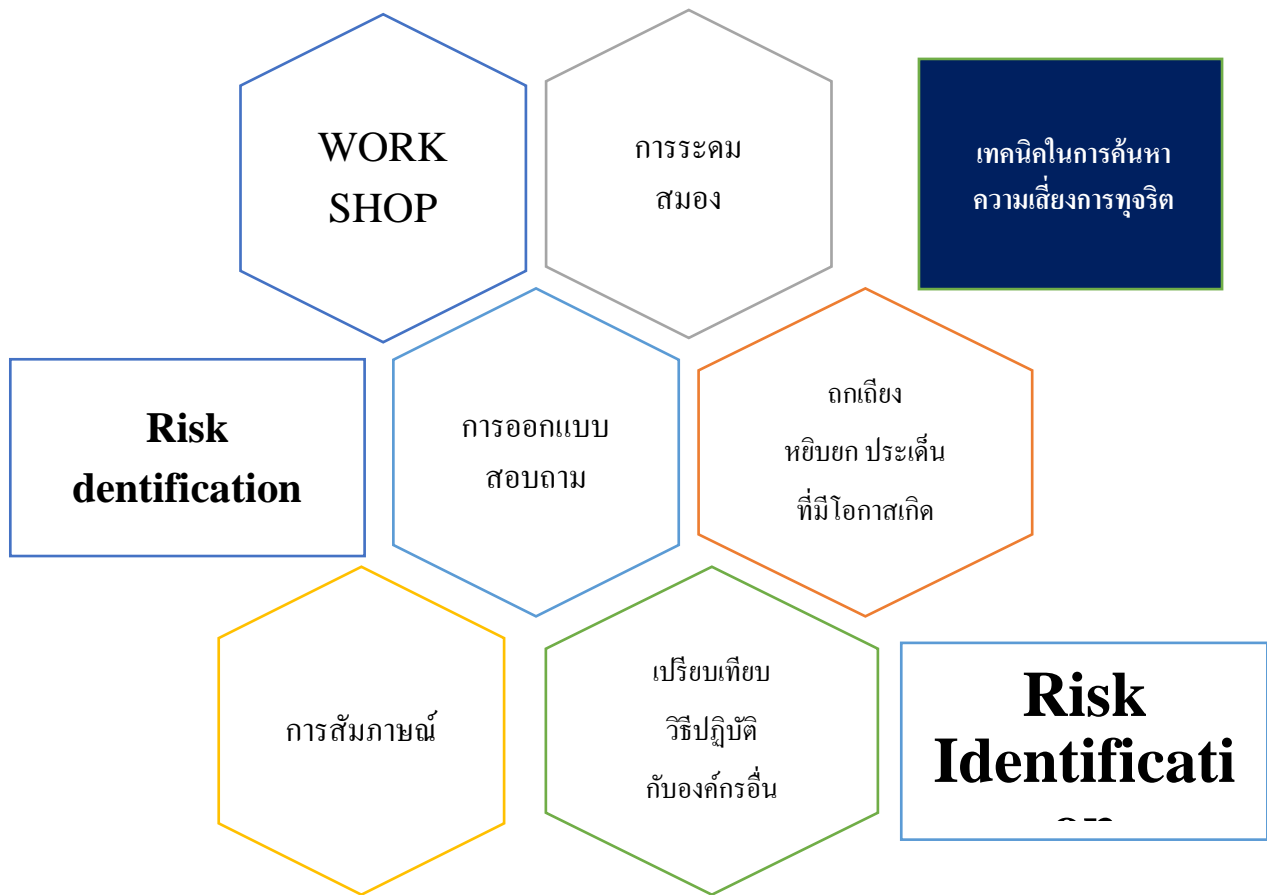 WORK
SHOP
การระดม
สมอง
เทคนิคในการค้นหา
ความเสี่ยงการทุจริต
Risk
dentification
การออกแบบ
สอบถาม
ถกเถียง
หยิบยก ประเด็น
ที่มีโอกาสเกิด
การสัมภาษณ์
เปรียบเทียบ
วิธีปฏิบัติ
กับองค์กรอื่น
Risk
Identificati